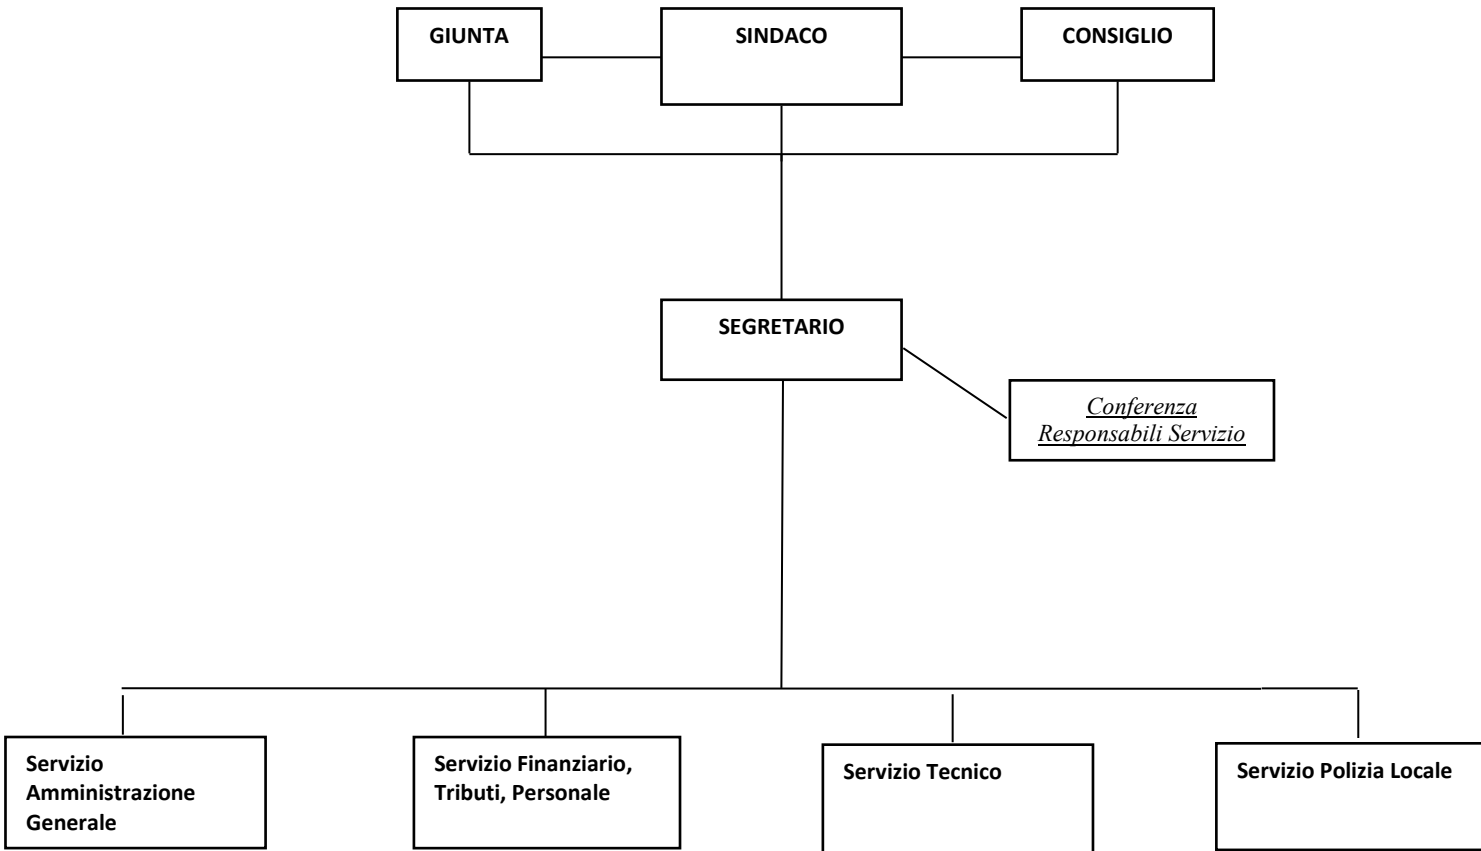 GIUNTA
SINDACO
CONSIGLIO
SEGRETARIO
Conferenza
Responsabili Servizio
Servizio
Amministrazione
Generale
Servizio Finanziario,
Tributi, Personale
Servizio Tecnico
Servizio Polizia Locale